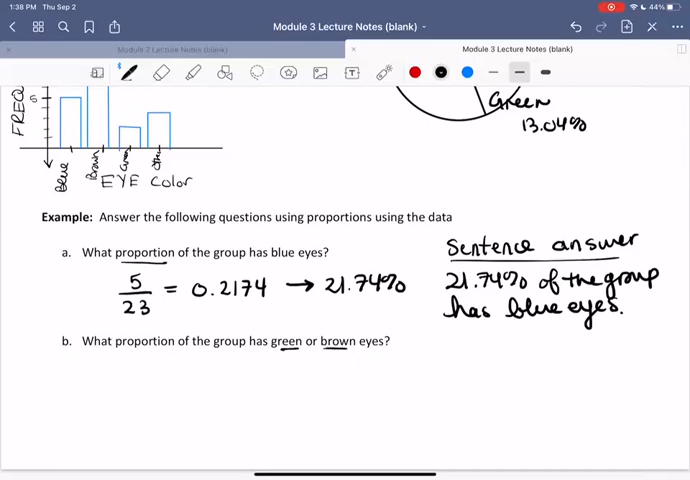 1:38 PM Thu Sep 2
44%
Module 3 Lecture Notes (blank)
Module 2 Lecture Notes (blank)
Module 3 Lecture Notes (blank)
FREQ
5
Blue
Brown
Green
Other
EYE Color
Green
13.04%
Example: Answer the following questions using proportions using the data
a. What proportion of the group has blue eyes?
5/23 = 0.2174 → 21.74%
Sentence answer
21.74% of the group
has blue eyes.
b. What proportion of the group has green or brown eyes?